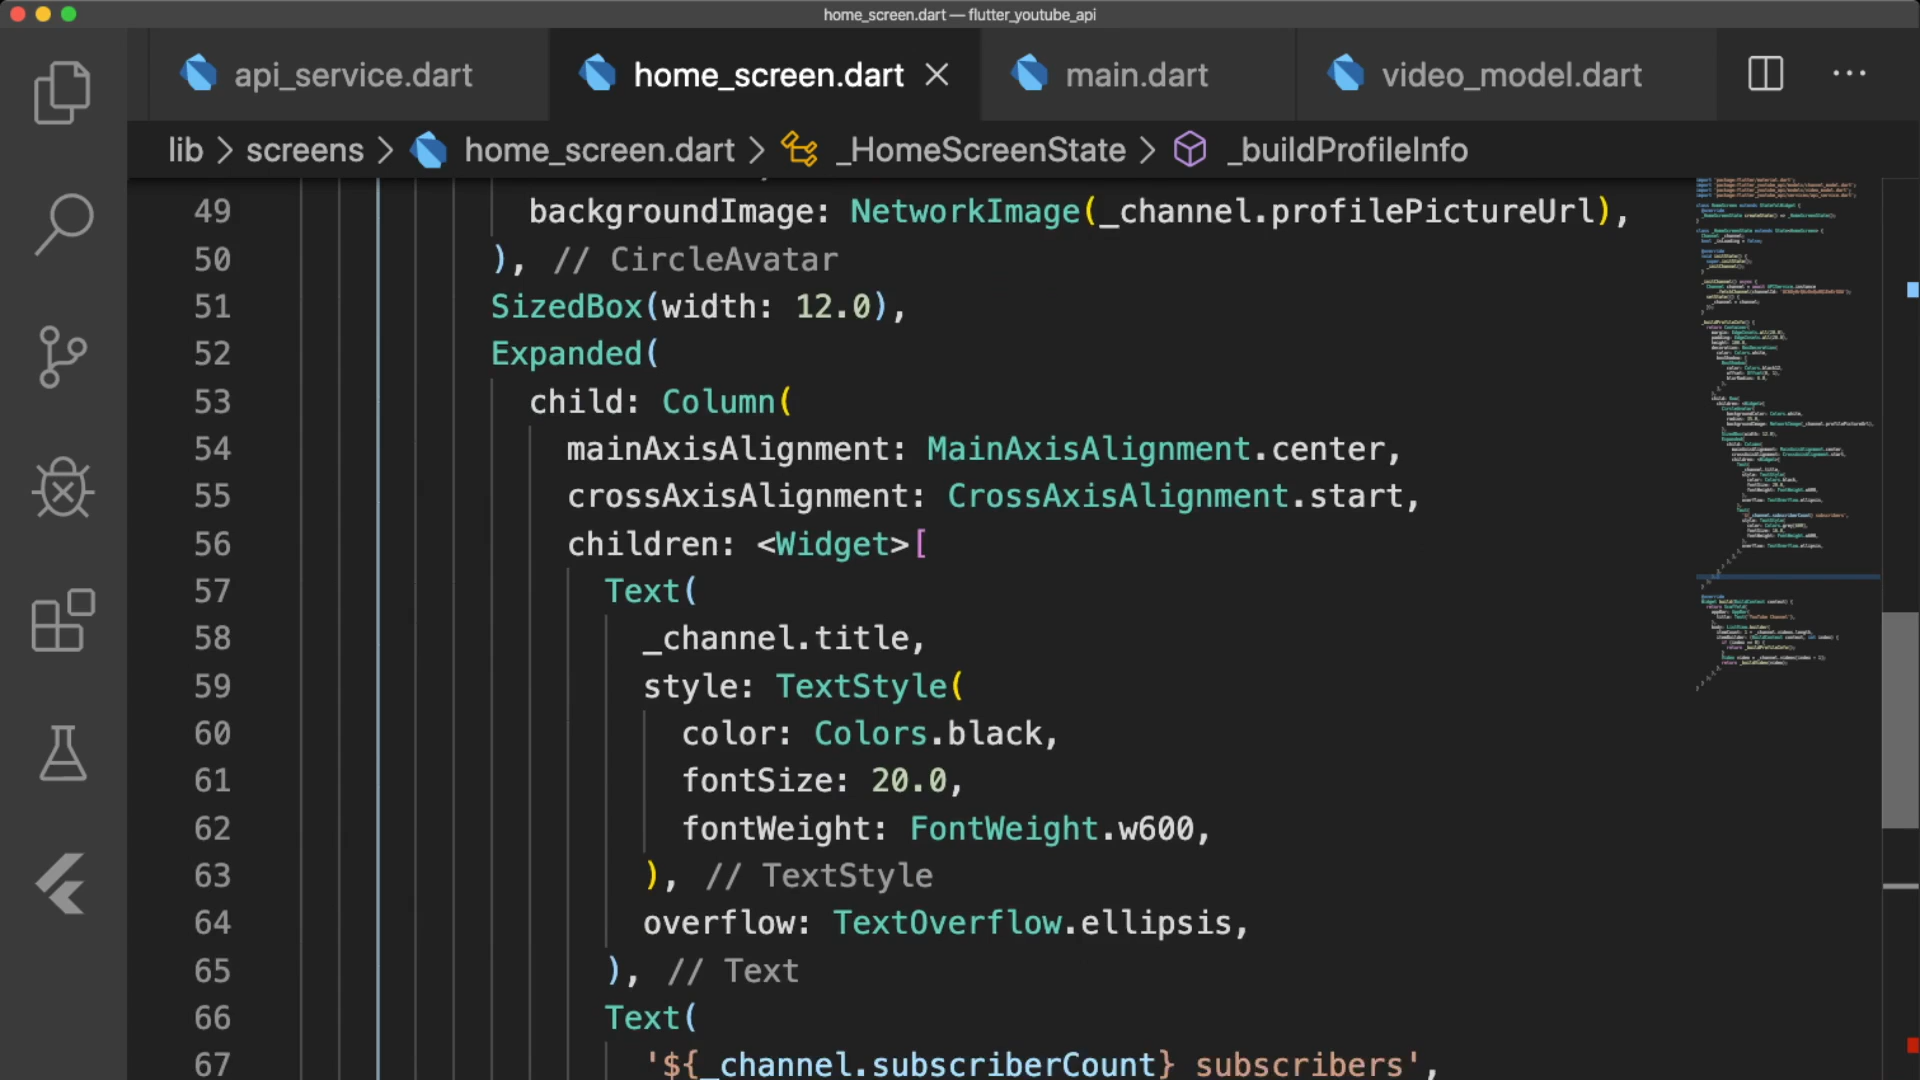 home_screen.dart — flutter_youtube_api
api_service.dart
home_screen.dart
main.dart
video_model.dart
lib > screens > home_screen.dart > _HomeScreenState > _buildProfileInfo
49 backgroundImage: NetworkImage(_channel.profilePictureUrl),
50 ), // CircleAvatar
51 SizedBox(width: 12.0),
52 Expanded(
53 child: Column(
54 mainAxisAlignment: MainAxisAlignment.center,
55 crossAxisAlignment: CrossAxisAlignment.start,
56 children: <Widget>[
57 Text(
58 _channel.title,
59 style: TextStyle(
60 color: Colors.black,
61 fontSize: 20.0,
62 fontWeight: FontWeight.w600,
63 ), // TextStyle
64 overflow: TextOverflow.ellipsis,
65 ), // Text
66 Text(
67 '${_channel.subscriberCount} subscribers',